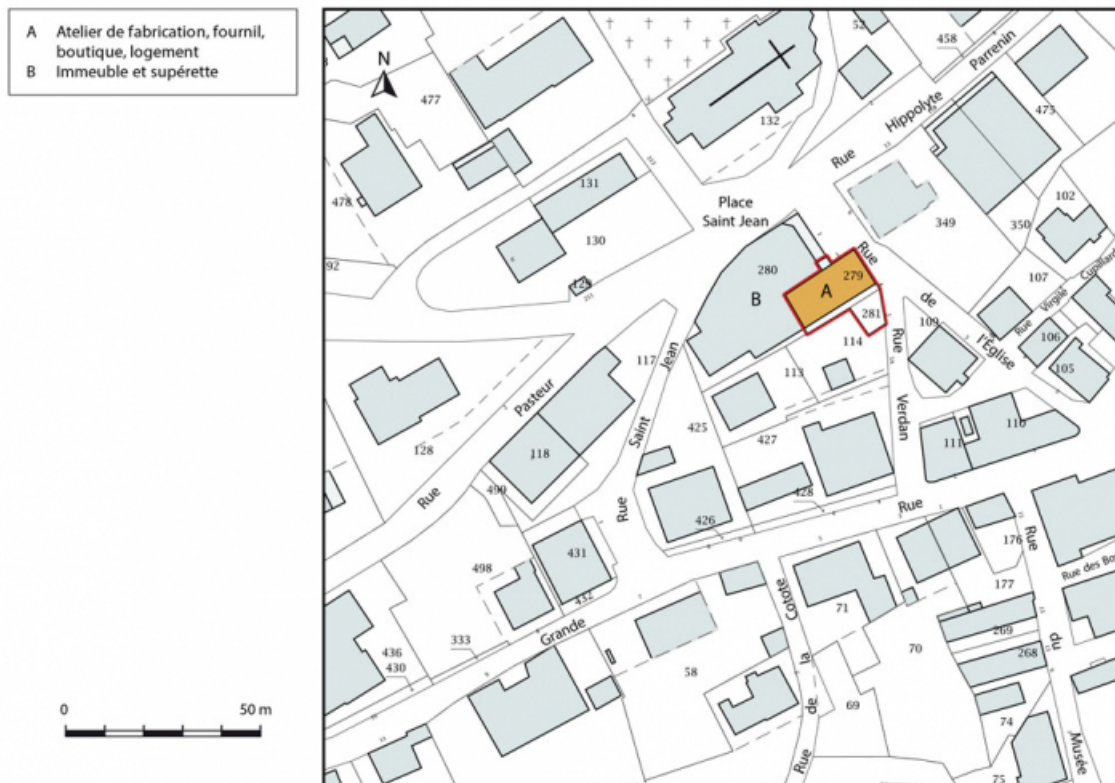 A Atelier de fabrication, fournil,
boutique, logement
B Immeuble et supérette
N
0 50 m
477
52
458
Parrenin
Hippolyte
Rue
475
132
131
478
130
Place
Saint Jean
349
350
102
92
280
279
Rue
de
l'Église
107
Cupillard
Virgile
Rue
B
A
281
109
106
105
117
114
113
Rue
Verdan
Jean
Saint
Rue
Pasteur
Rue
128
118
425
427
111
110
499
428
426
Rue
176
Rue
177
Rue des Bo
498
431
432
Grande
333
436
430
71
Cotote
la
de
Rue
70
269
268
58
69
74
75
du
Musée